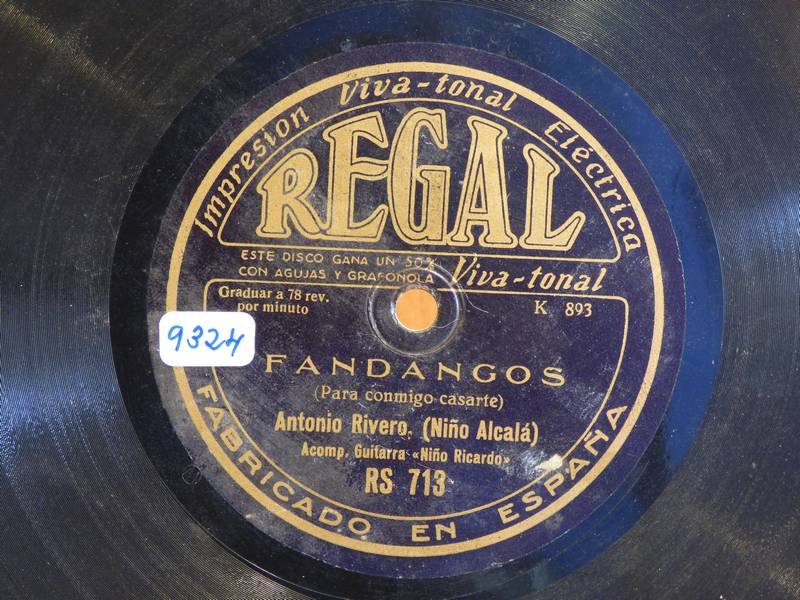 Impresion Viva-tonal Eléctrica
REGAL
ESTE DISCO GANA UN 50%
CON AGUJAS Y GRAFONOLA Viva-tonal
Graduar a 78 rev.
por minuto
K 893
9324
FANDANGOS
(Para conmigo casarte)
Antonio Rivero. (Niño Alcalá)
Acomp. Guitarra «Niño Ricardo»
RS 713
FABRICADO EN ESPAÑA